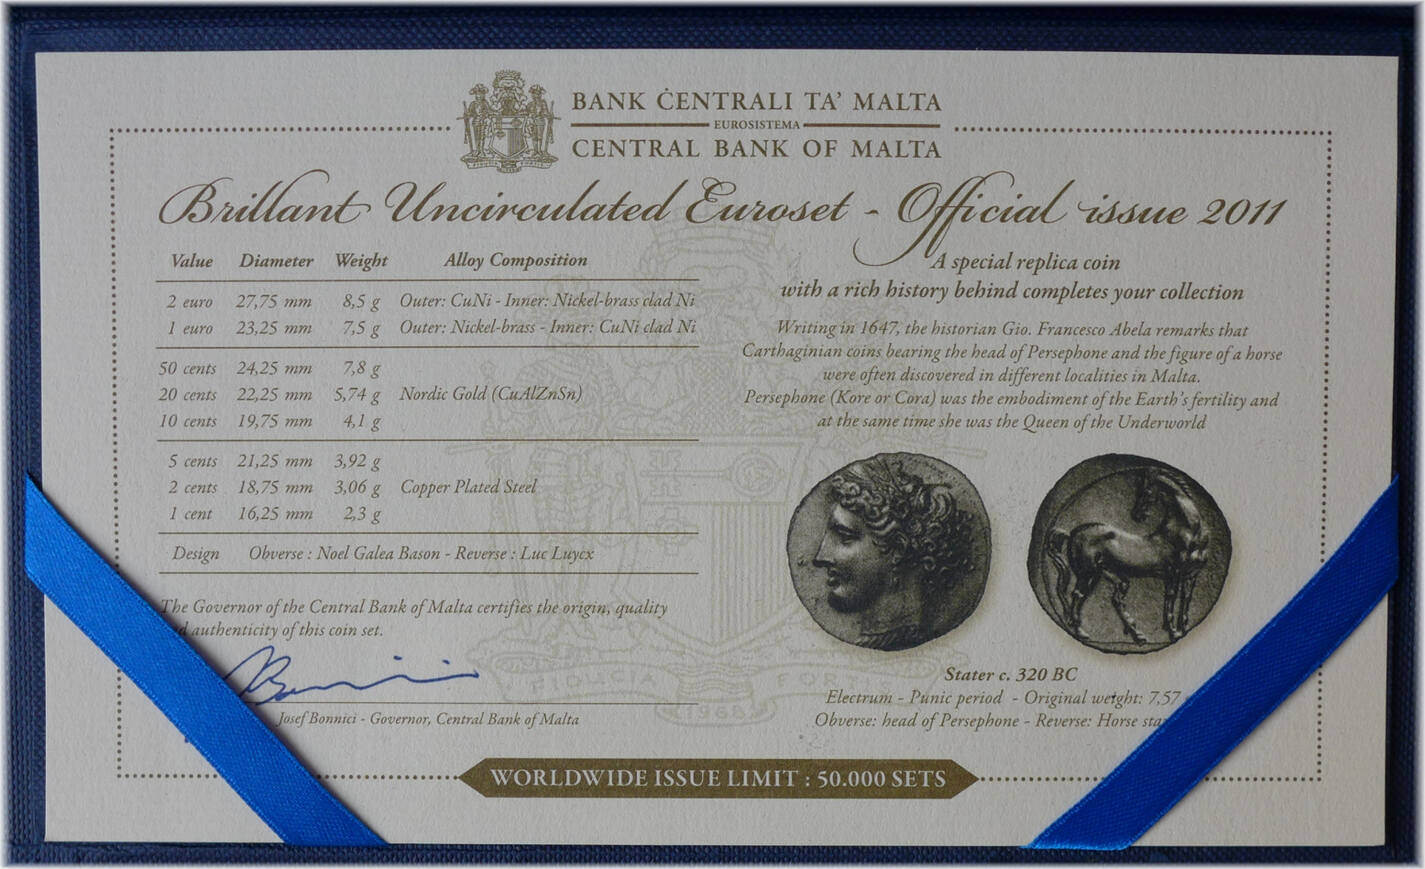 BANK ĊENTRALI TA' MALTA
EUROSISTEMA
CENTRAL BANK OF MALTA
Brillant Uncirculated Euroset - Official issue 2011
Value Diameter Weight Alloy Composition
2 euro 27,75 mm 8,5 g Outer: CuNi - Inner: Nickel-brass clad Ni
1 euro 23,25 mm 7,5 g Outer: Nickel-brass - Inner: CuNi clad Ni
50 cents 24,25 mm 7,8 g
20 cents 22,25 mm 5,74 g Nordic Gold (CuAlZnSn)
10 cents 19,75 mm 4,1 g
5 cents 21,25 mm 3,92 g
2 cents 18,75 mm 3,06 g Copper Plated Steel
1 cent 16,25 mm 2,3 g
Design Obverse : Noel Galea Bason - Reverse : Luc Luycx
The Governor of the Central Bank of Malta certifies the origin, quality
authenticity of this coin set.
Josef Bonnici - Governor, Central Bank of Malta
A special replica coin
with a rich history behind completes your collection
Writing in 1647, the historian Gio. Francesco Abela remarks that
Carthaginian coins bearing the head of Persephone and the figure of a horse
were often discovered in different localities in Malta.
Persephone (Kore or Cora) was the embodiment of the Earth's fertility and
at the same time she was the Queen of the Underworld
Stater c. 320 BC
Electrum - Punic period - Original weight: 7,57
Obverse: head of Persephone - Reverse: Horse
FIDUCIA FORTIS
1968
WORLDWIDE ISSUE LIMIT : 50.000 SETS